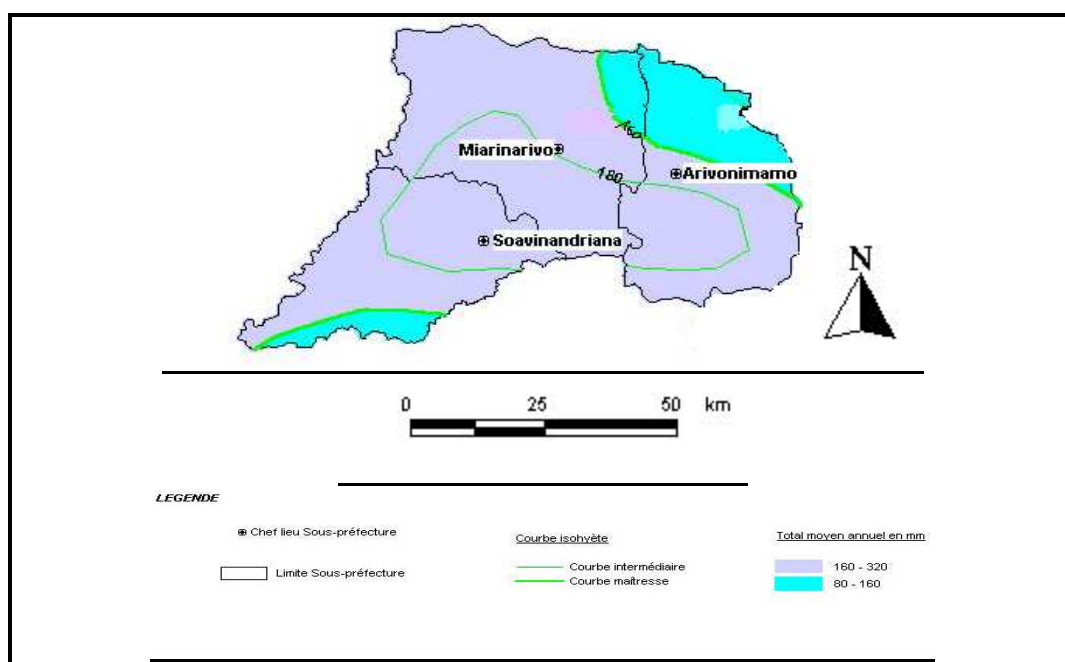 160
Miarinarivo
180
Arivonimamo
Soavinandriana
N
0 25 50 km
LEGENDE
Chef lieu Sous-préfecture
Limite Sous-préfecture
Courbe isohyète
Courbe intermédiaire
Courbe maîtresse
Total moyen annuel en mm
160 - 320
80 - 160